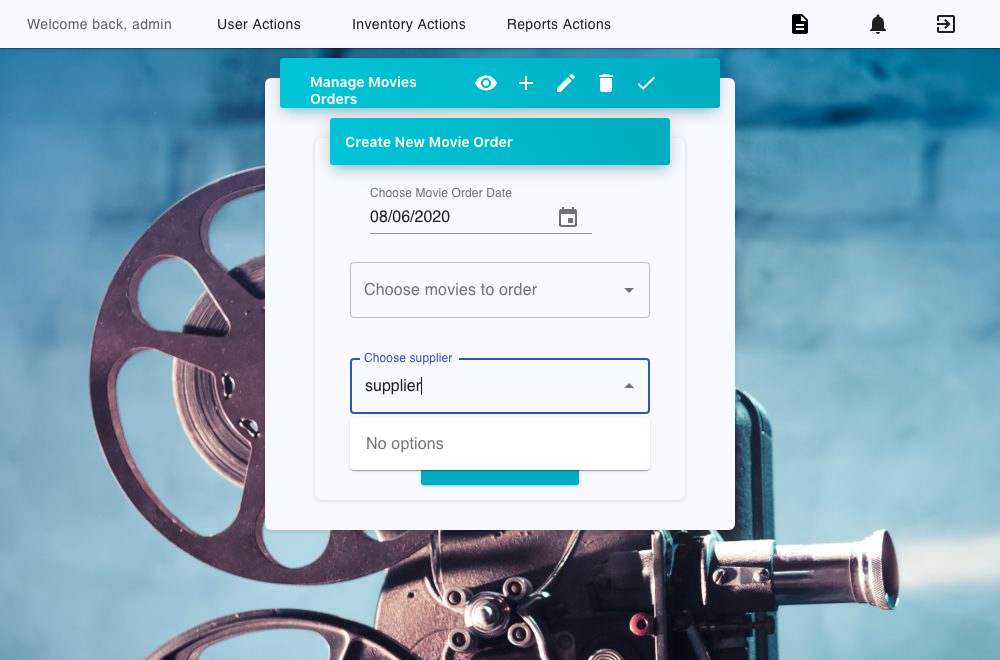 Welcome back, admin
User Actions
Inventory Actions
Reports Actions
Manage Movies
Orders
Create New Movie Order
Choose Movie Order Date
08/06/2020
Choose movies to order
Choose supplier
supplier
No options